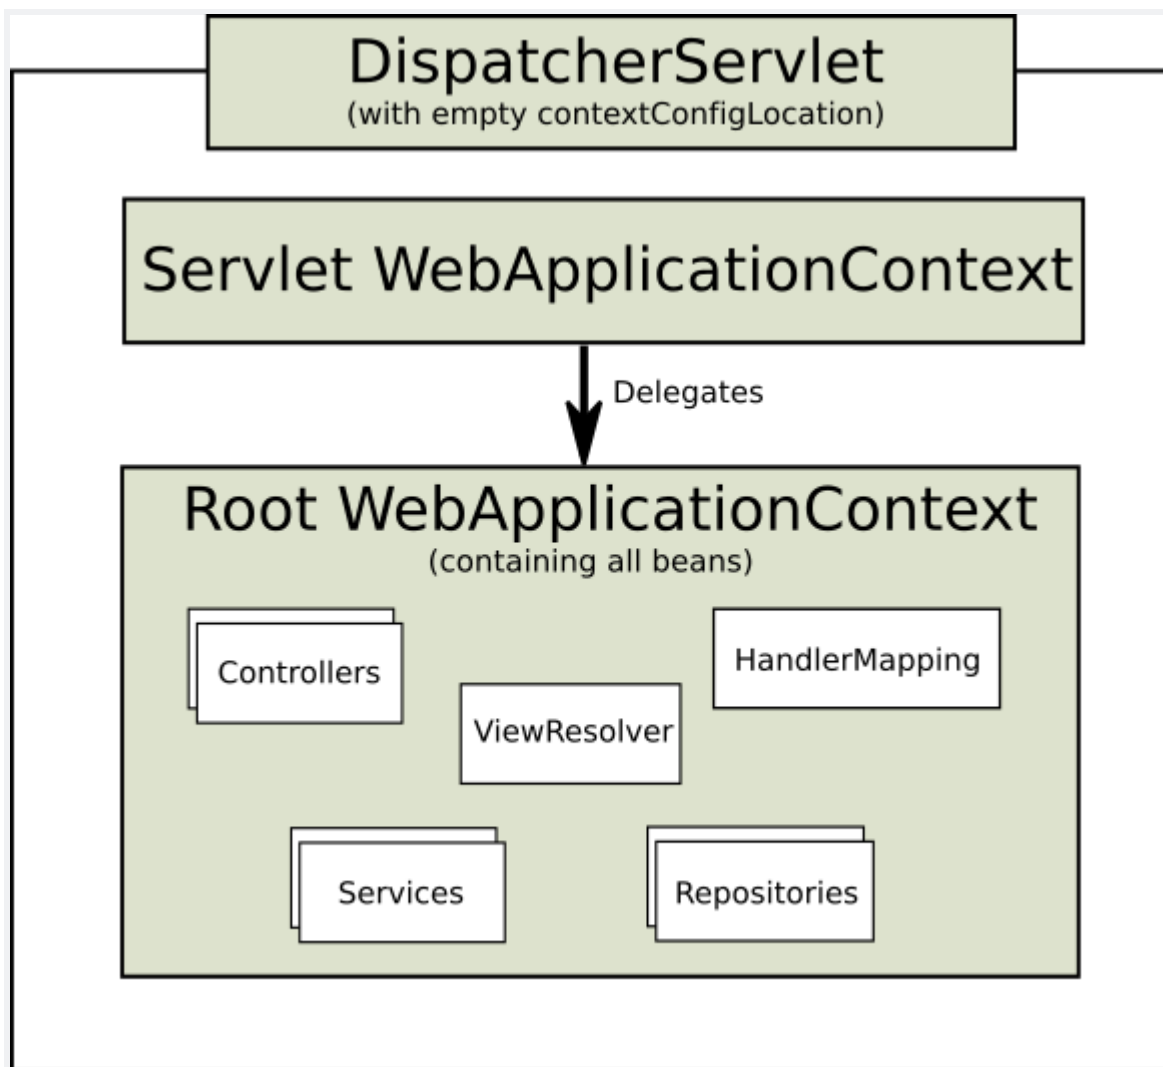 DispatcherServlet
(with empty contextConfigLocation)
Servlet WebApplicationContext
Delegates
Root WebApplicationContext
(containing all beans)
Controllers
HandlerMapping
ViewResolver
Services
Repositories